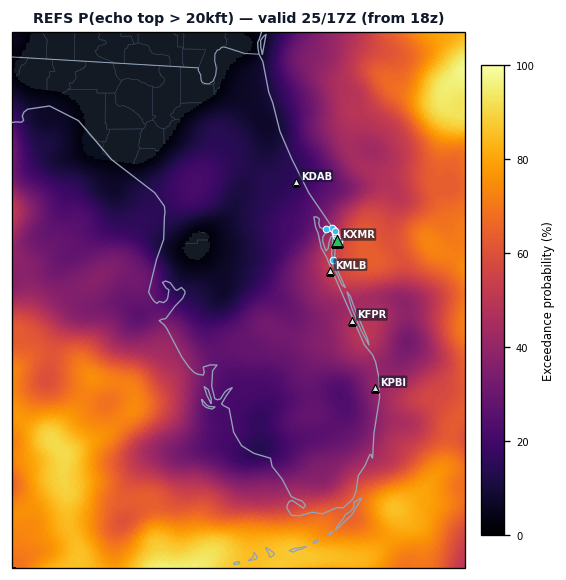 REFS P(echo top > 20kft) — valid 25/17Z (from 18z)
KDAB
KXMR
KMLB
KFPR
KPBI
100
80
60
40
20
0
Exceedance probability (%)